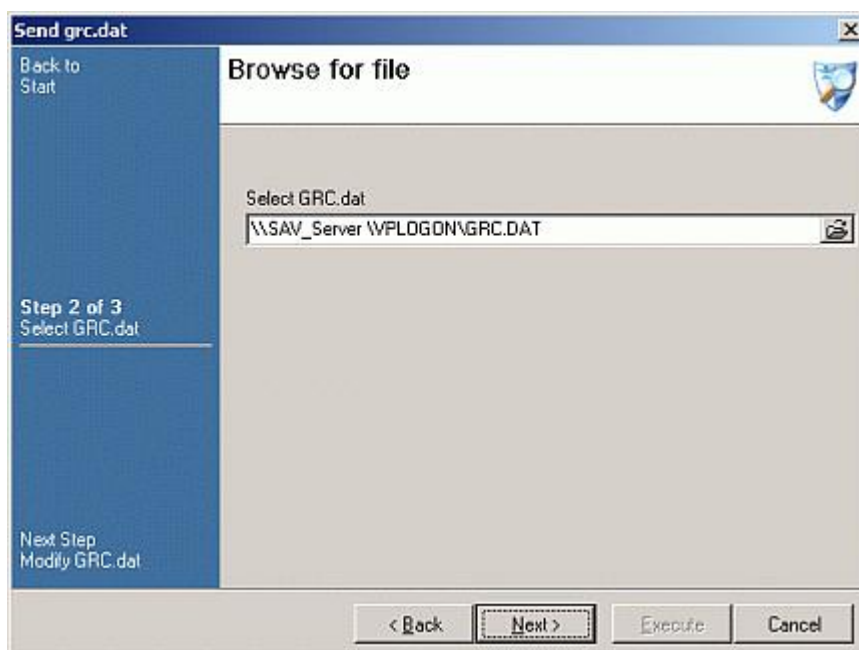 Send grc.dat
Back to
Start
Browse for file
Select GRC.dat
\\SAV_Server\VPLOGON\GRC.DAT
Step 2 of 3
Select GRC.dat
Next Step
Modify GRC.dat
< Back
Next >
Execute
Cancel